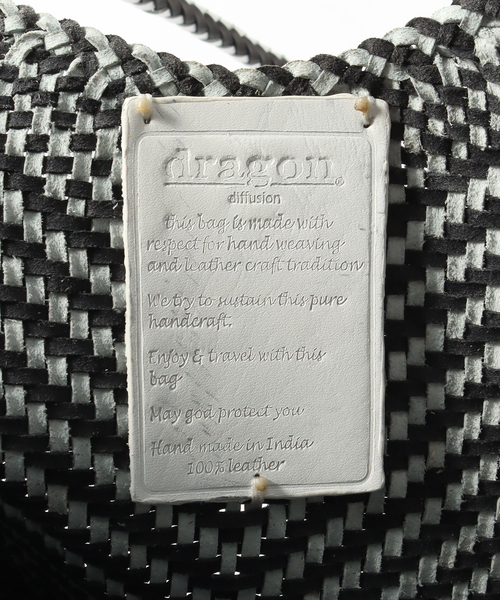 dragon®
diffusion
this bag is made with
respect for hand weaving
and leather craft tradition
We try to sustain this pure
handcraft.
Enjoy & travel with this
bag
May god protect you
Hand made in India
100% leather